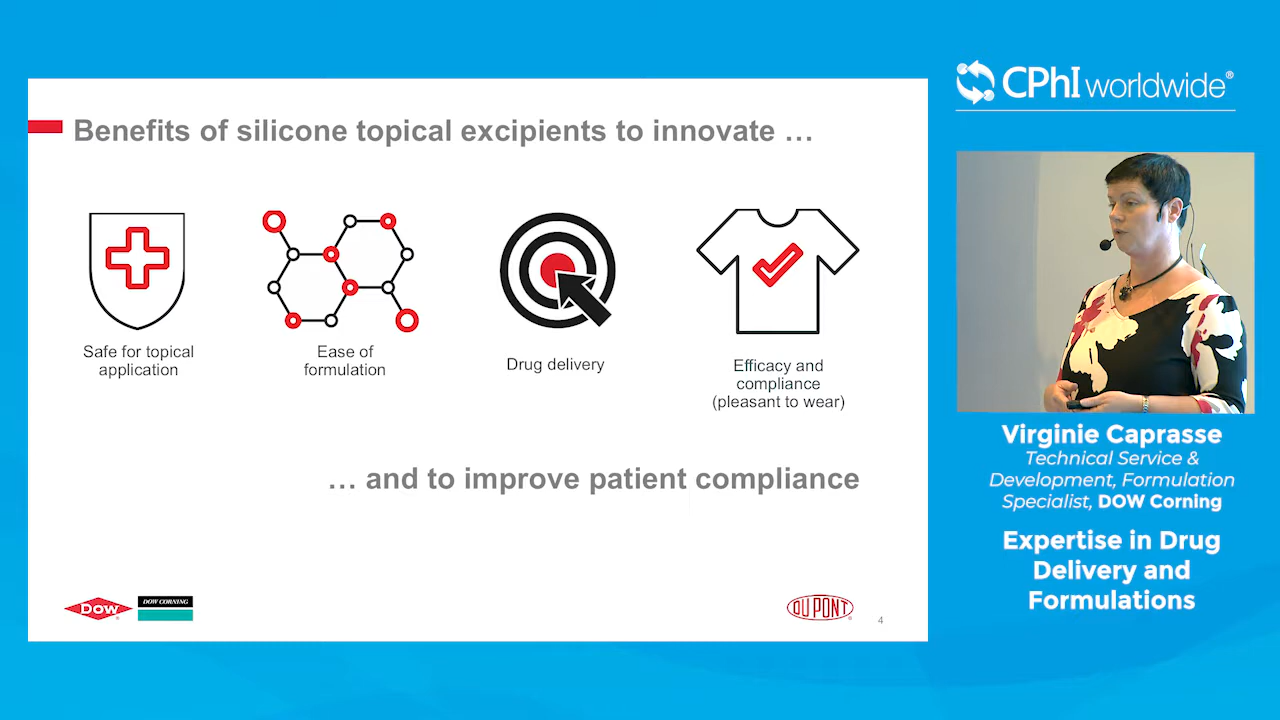 Benefits of silicone topical excipients to innovate …
Safe for topical
application
Ease of
formulation
Drug delivery
Efficacy and
compliance
(pleasant to wear)
… and to improve patient compliance
DOW
DOW CORNING
DU PONT
4
CPhI worldwide®
Virginie Caprasse
Technical Service &
Development, Formulation
Specialist, DOW Corning
Expertise in Drug
Delivery and
Formulations